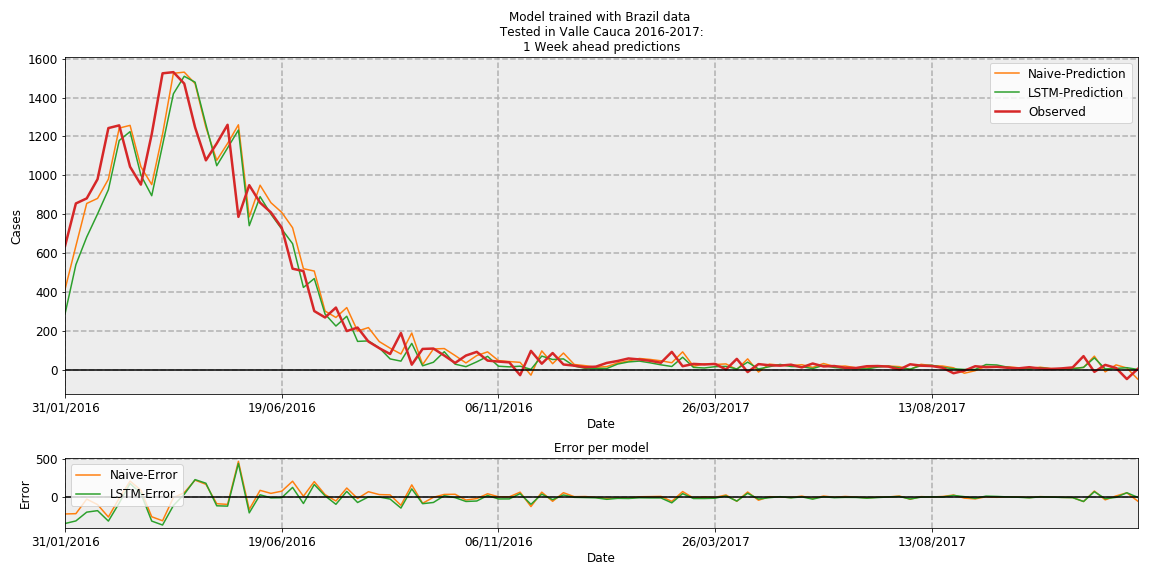 Model trained with Brazil data
Tested in Valle Cauca 2016-2017:
1 Week ahead predictions
1600
1400
1200
1000
800
600
400
200
0
Cases
Naive-Prediction
LSTM-Prediction
Observed
31/01/2016 19/06/2016 06/11/2016 26/03/2017 13/08/2017
Date
Error per model
500
0
Error
Naive-Error
LSTM-Error
31/01/2016 19/06/2016 06/11/2016 26/03/2017 13/08/2017
Date